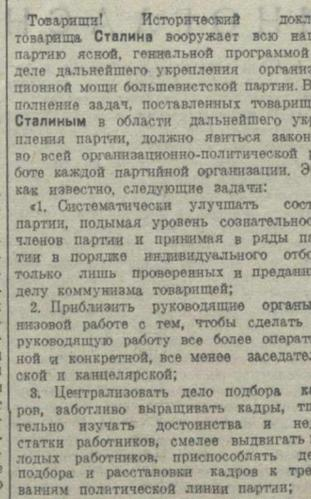 Товарищи! Исторический докл
товарища Сталина вооружает всю наш
партию ясной, гениальной программой
деле дальнейшего укрепления организ
ционной мощи большевистской партии. В
полнение задач, поставленных товарищ
Сталиным в области дальнейшего укр
пления партии, должно явиться закон
во всей организационно-политической р
боте каждой партийной организации. Э
как известно, следующие задачи:
«1. Систематически улучшать сост
партии, подымая уровень сознательнос
членов партии и принимая в ряды па
тии в порядке индивидуального отбо
только лишь проверенных и преданн
делу коммунизма товарищей;
2. Приблизить руководящие органы
низовой работе с тем, чтобы сделать
руководящую работу все более операт
ной и конкретной, все менее заседате
ской и канцелярской;
3. Централизовать дело подбора ка
ров, заботливо выращивать кадры, тщ
тельно изучать достоинства и нед
статки работников, смелее выдвигать
лодых работников, приспособлять де
подбора и расстановки кадров к тре
ваниям политической линии партии;